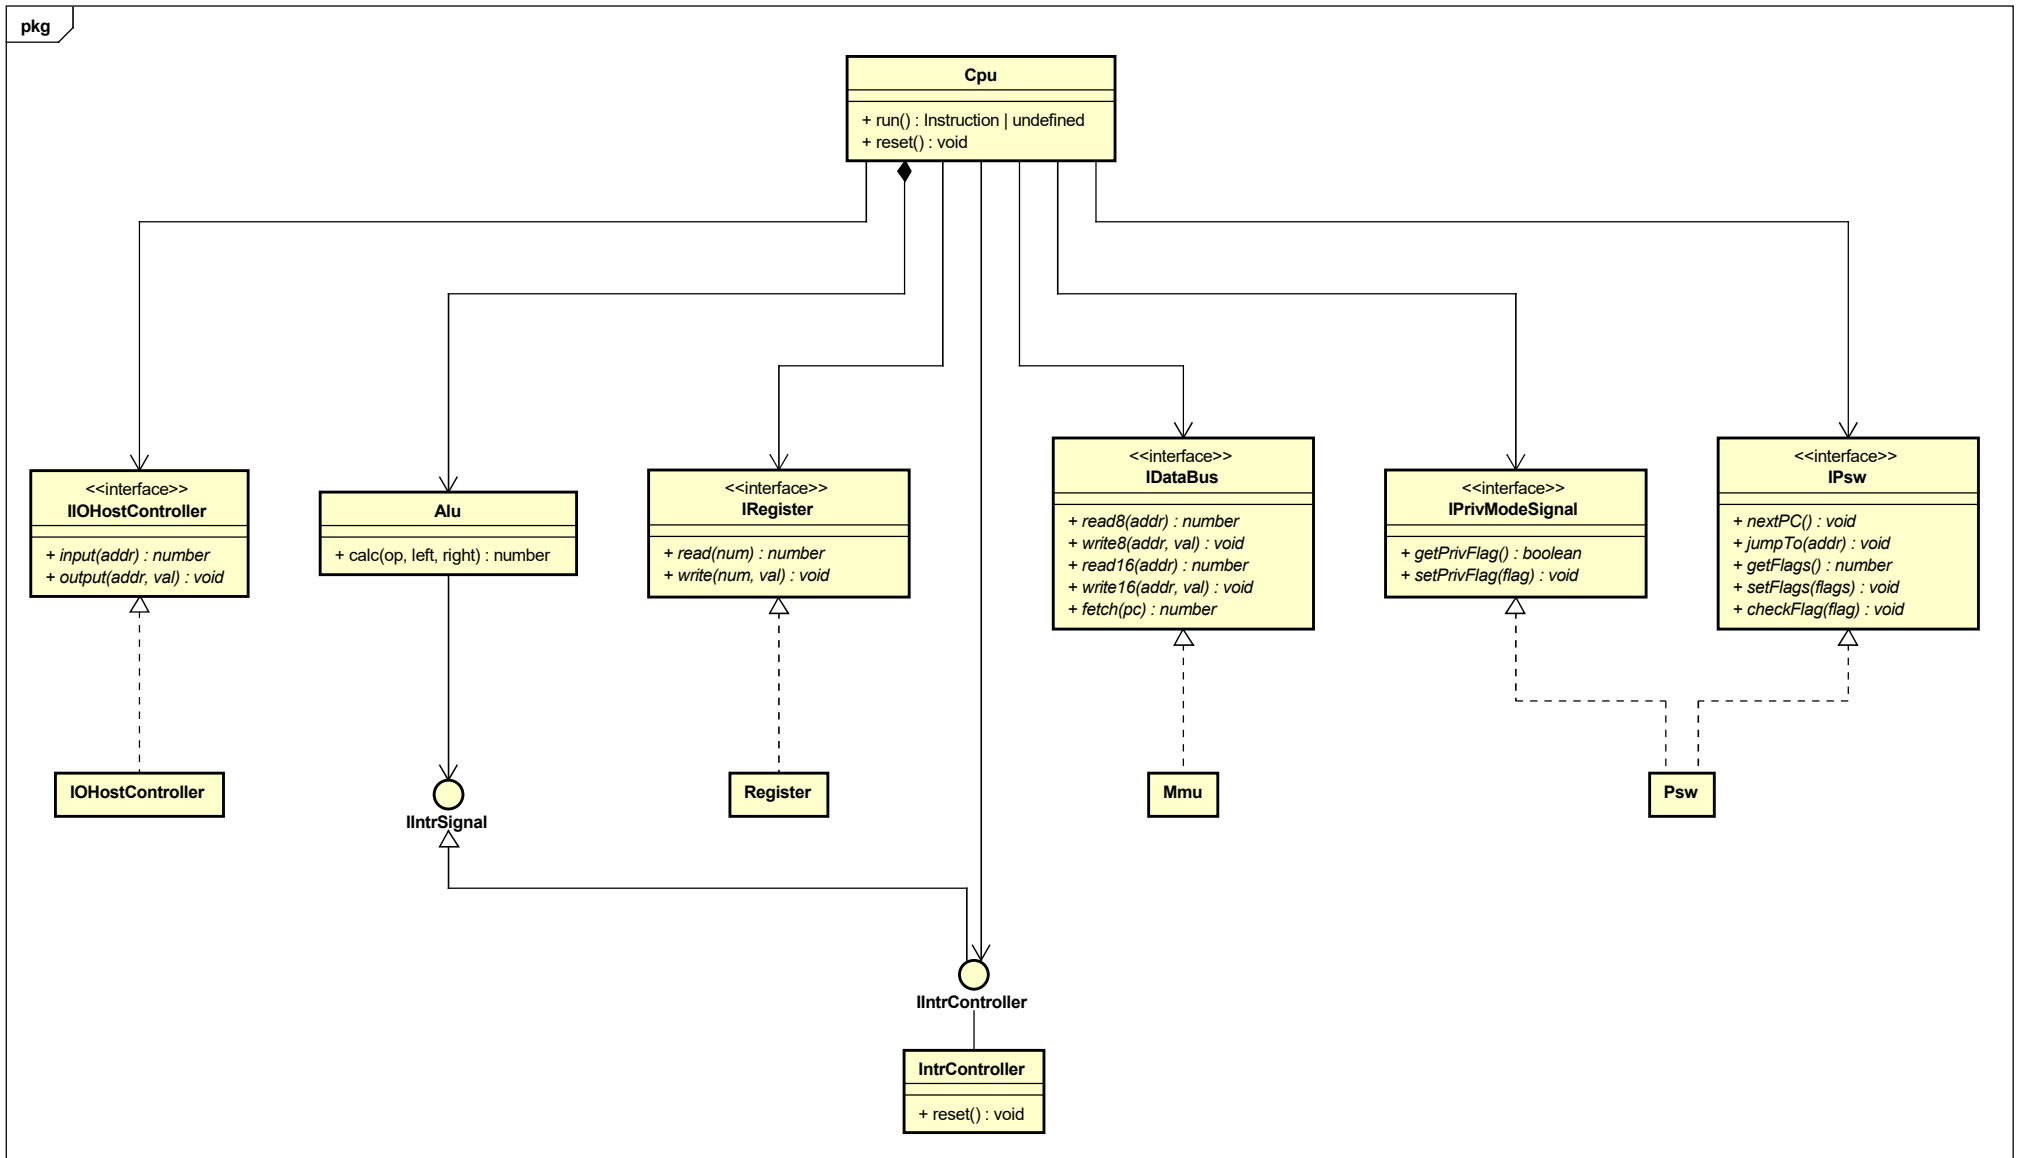 pkg
Cpu
+ run() : Instruction | undefined
+ reset() : void
<<interface>>
IIOHostController
+ input(addr) : number
+ output(addr, val) : void
Alu
+ calc(op, left, right) : number
<<interface>>
IRegister
+ read(num) : number
+ write(num, val) : void
<<interface>>
IDataBus
+ read8(addr) : number
+ write8(addr, val) : void
+ read16(addr) : number
+ write16(addr, val) : void
+ fetch(pc) : number
<<interface>>
IPrivModeSignal
+ getPrivFlag() : boolean
+ setPrivFlag(flag) : void
<<interface>>
IPsw
+ nextPC() : void
+ jumpTo(addr) : void
+ getFlags() : number
+ setFlags(flags) : void
+ checkFlag(flag) : void
IOHostController
IIntrSignal
Register
Mmu
Psw
IIntrController
IntrController
+ reset() : void